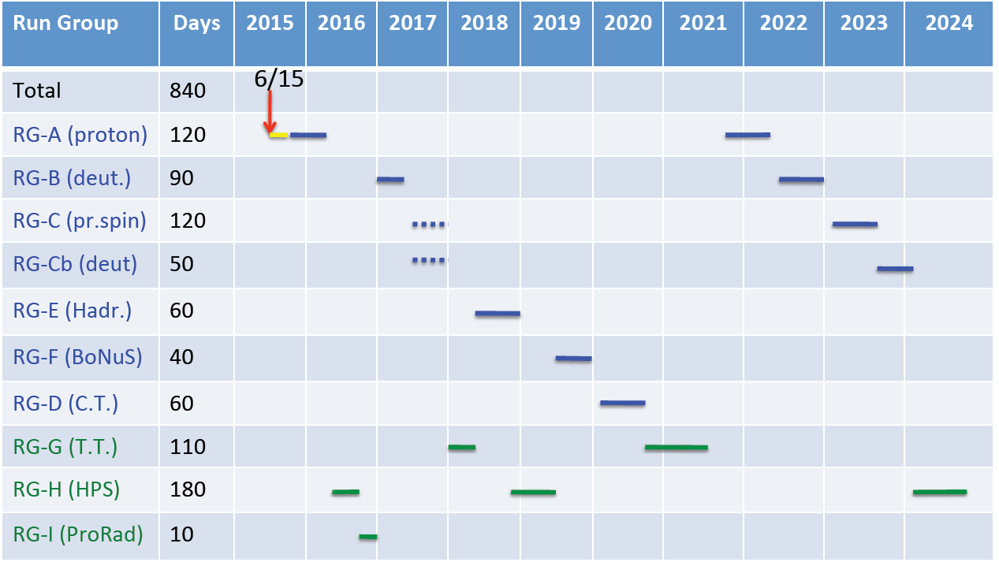 Run Group Days 2015 2016 2017 2018 2019 2020 2021 2022 2023 2024
6/15
Total 840
RG-A (proton) 120
RG-B (deut.) 90
RG-C (pr.spin) 120
RG-Cb (deut) 50
RG-E (Hadr.) 60
RG-F (BoNuS) 40
RG-D (C.T.) 60
RG-G (T.T.) 110
RG-H (HPS) 180
RG-I (ProRad) 10